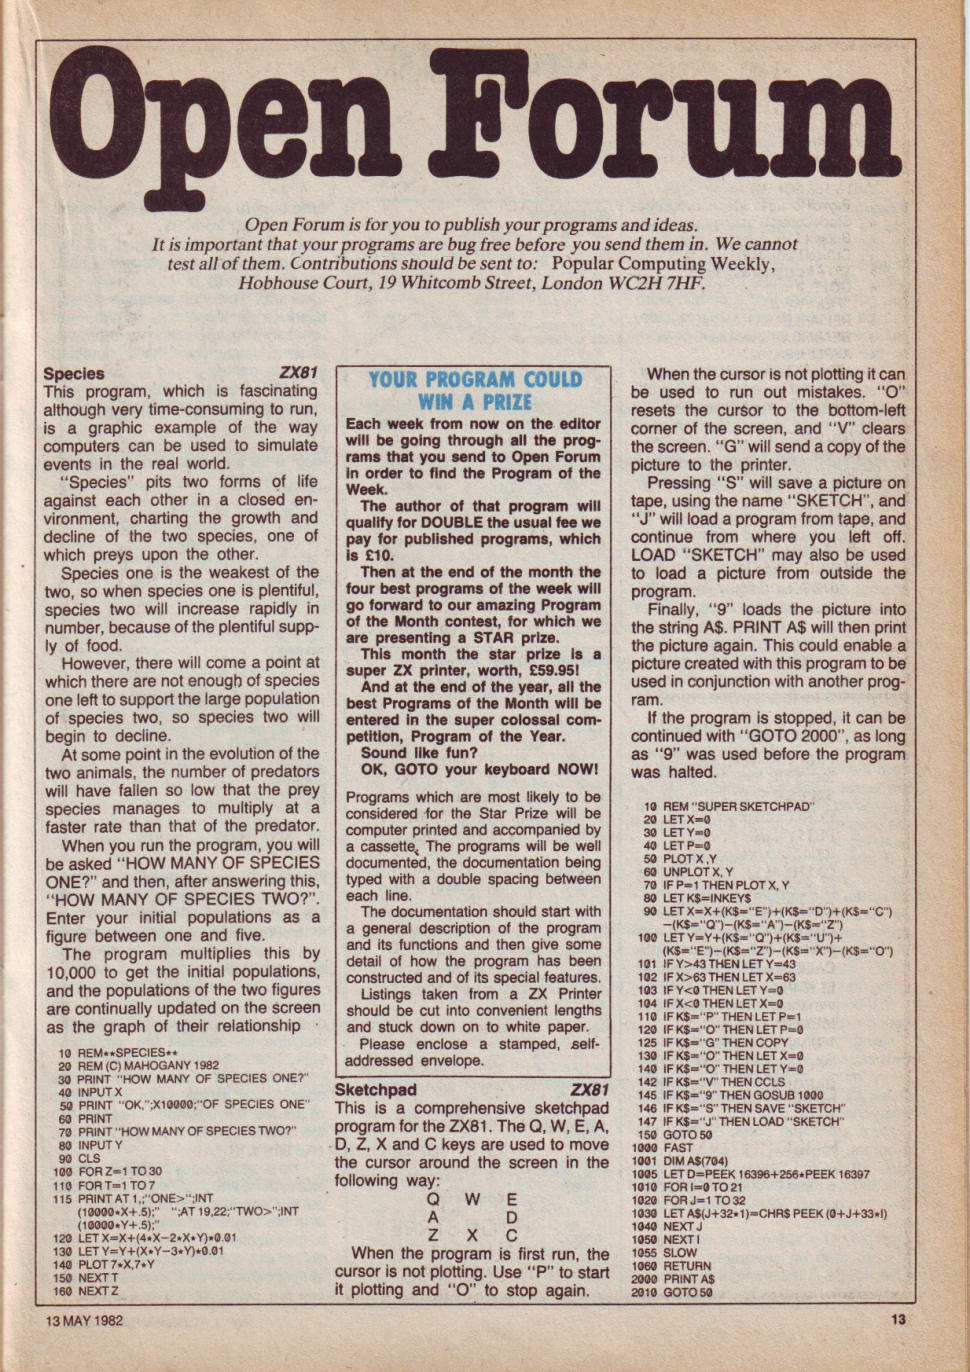 Open Forum
Open Forum is for you to publish your programs and ideas.
It is important that your programs are bug free before you send them in. We cannot
test all of them. Contributions should be sent to: Popular Computing Weekly,
Hobhouse Court, 19 Whitcomb Street, London WC2H 7HF.
Species ZX81
This program, which is fascinating
although very time-consuming to run,
is a graphic example of the way
computers can be used to simulate
events in the real world.
"Species" pits two forms of life
against each other in a closed en-
vironment, charting the growth and
decline of the two species, one of
which preys upon the other.
Species one is the weakest of the
two, so when species one is plentiful,
species two will increase rapidly in
number, because of the plentiful supp-
ly of food.
However, there will come a point at
which there are not enough of species
one left to support the large population
of species two, so species two will
begin to decline.
At some point in the evolution of the
two animals, the number of predators
will have fallen so low that the prey
species manages to multiply at a
faster rate than that of the predator.
When you run the program, you will
be asked "HOW MANY OF SPECIES
ONE?" and then, after answering this,
"HOW MANY OF SPECIES TWO?".
Enter your initial populations as a
figure between one and five.
The program multiplies this by
10,000 to get the initial populations,
and the populations of the two figures
are continually updated on the screen
as the graph of their relationship
10 REM**SPECIES**
20 REM (C) MAHOGANY 1982
30 PRINT "HOW MANY OF SPECIES ONE?"
40 INPUT X
50 PRINT "OK,";X10000;"OF SPECIES ONE"
60 PRINT
70 PRINT "HOW MANY OF SPECIES TWO?"
80 INPUT Y
90 CLS
100 FOR Z=1 TO 30
110 FOR T=1 TO 7
115 PRINT AT 1,;"ONE>";INT
(10000*X+.5);" ";AT 19,22;"TWO>";INT
(10000*Y+.5);"
120 LET X=X+(4*X-2*X*Y)*0.01
130 LET Y=Y+(X*Y-3*Y)*0.01
140 PLOT 7*X,7*Y
150 NEXT T
160 NEXT Z
YOUR PROGRAM COULD
WIN A PRIZE
Each week from now on the editor
will be going through all the prog-
rams that you send to Open Forum
in order to find the Program of the
Week.
The author of that program will
qualify for DOUBLE the usual fee we
pay for published programs, which
is £10.
Then at the end of the month the
four best programs of the week will
go forward to our amazing Program
of the Month contest, for which we
are presenting a STAR prize.
This month the star prize is a
super ZX printer, worth, £59.95!
And at the end of the year, all the
best Programs of the Month will be
entered in the super colossal com-
petition, Program of the Year.
Sound like fun?
OK, GOTO your keyboard NOW!
Programs which are most likely to be
considered for the Star Prize will be
computer printed and accompanied by
a cassette. The programs will be well
documented, the documentation being
typed with a double spacing between
each line.
The documentation should start with
a general description of the program
and its functions and then give some
detail of how the program has been
constructed and of its special features.
Listings taken from a ZX Printer
should be cut into convenient lengths
and stuck down on to white paper.
Please enclose a stamped, self-
addressed envelope.
Sketchpad ZX81
This is a comprehensive sketchpad
program for the ZX81. The Q, W, E, A,
D, Z, X and C keys are used to move
the cursor around the screen in the
following way:
Q W E
A D
Z X C
When the program is first run, the
cursor is not plotting. Use "P" to start
it plotting and "O" to stop again.
When the cursor is not plotting it can
be used to run out mistakes. "O"
resets the cursor to the bottom-left
corner of the screen, and "V" clears
the screen. "G" will send a copy of the
picture to the printer.
Pressing "S" will save a picture on
tape, using the name "SKETCH", and
"J" will load a program from tape, and
continue from where you left off.
LOAD "SKETCH" may also be used
to load a picture from outside the
program.
Finally, "9" loads the picture into
the string A$. PRINT A$ will then print
the picture again. This could enable a
picture created with this program to be
used in conjunction with another prog-
ram.
If the program is stopped, it can be
continued with "GOTO 2000", as long
as "9" was used before the program
was halted.
10 REM "SUPER SKETCHPAD"
20 LET X=0
30 LET Y=0
40 LET P=0
50 PLOT X,Y
60 UNPLOT X, Y
70 IF P=1 THEN PLOT X, Y
80 LET K$=INKEY$
90 LET X=X+(K$="E")+(K$="D")+(K$="C")
-(K$="Q")-(K$="A")-(K$="Z")
100 LET Y=Y+(K$="Q")+(K$="U")+
(K$="E")-(K$="Z")-(K$="X")-(K$="O")
101 IF Y>43 THEN LET Y=43
102 IF X>63 THEN LET X=63
103 IF Y<0 THEN LET Y=0
104 IF X<0 THEN LET X=0
110 IF K$="P" THEN LET P=1
120 IF K$="O" THEN LET P=0
125 IF K$="G" THEN COPY
130 IF K$="O" THEN LET X=0
140 IF K$="O" THEN LET Y=0
142 IF K$="V" THEN CCLS
145 IF K$="9" THEN GOSUB 1000
146 IF K$="S" THEN SAVE "SKETCH"
147 IF K$="J" THEN LOAD "SKETCH"
150 GOTO 50
1000 FAST
1001 DIM A$(704)
1005 LET D=PEEK 16396+256*PEEK 16397
1010 FOR I=0 TO 21
1020 FOR J=1 TO 32
1030 LET A$(J+32*1)=CHR$ PEEK (0+J+33*I)
1040 NEXT J
1050 NEXT I
1055 SLOW
1060 RETURN
2000 PRINT A$
2010 GOTO 50
13 MAY 1982
13